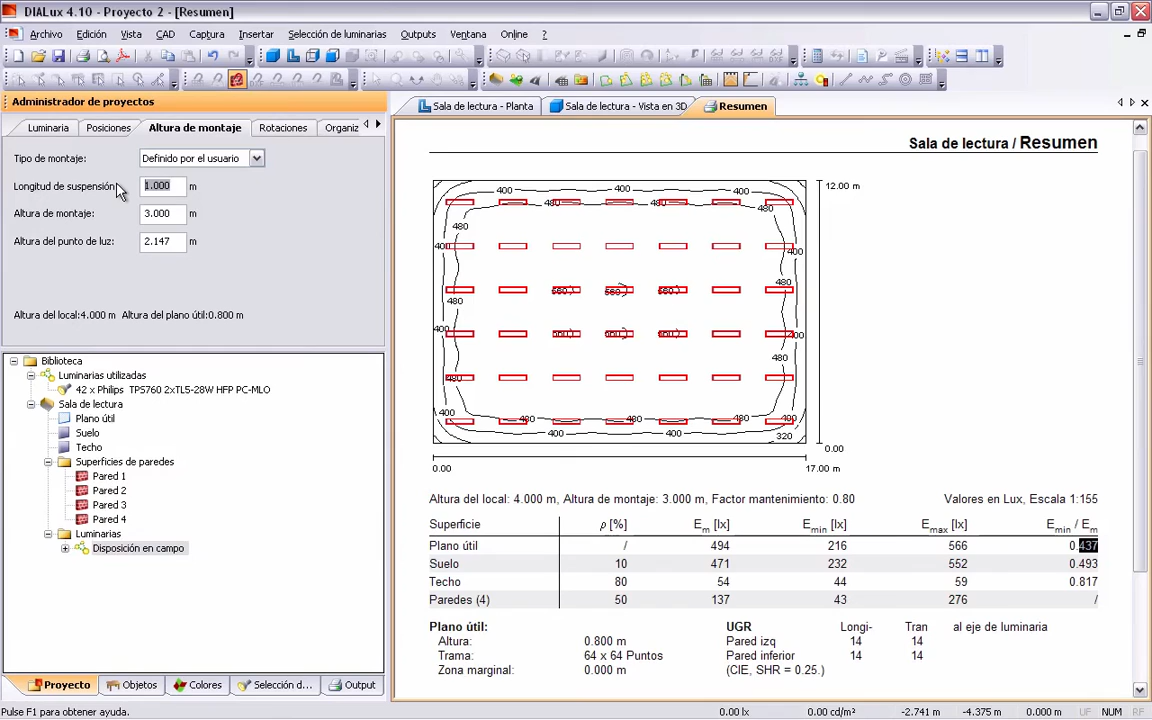 DIALux 4.10 - Proyecto 2 - [Resumen]
Archivo Edición Vista CAD Captura Insertar Selección de luminarias Outputs Ventana Online ?
Administrador de proyectos
Luminaria Posiciones Altura de montaje Rotaciones Organiz
Tipo de montaje: Definido por el usuario
Longitud de suspensión 1.000 m
Altura de montaje: 3.000 m
Altura del punto de luz: 2.147 m
Altura del local:4.000 m Altura del plano útil:0.800 m
Biblioteca
Luminarias utilizadas
42 x Philips TPS760 2xTL5-28W HFP PC-MLO
Sala de lectura
Plano útil
Suelo
Techo
Superficies de paredes
Pared 1
Pared 2
Pared 3
Pared 4
Luminarias
Disposición en campo
Proyecto Objetos Colores Selección d... Output
Sala de lectura - Planta Sala de lectura - Vista en 3D Resumen
Sala de lectura / Resumen
400 400 400 12.00 m
480 480 480
480
400 400
480 480
560 560 560
400 400
480
480
400 480 480 480 400
400 400 320
0.00
0.00 17.00 m
Altura del local: 4.000 m, Altura de montaje: 3.000 m, Factor mantenimiento: 0.80 Valores en Lux, Escala 1:155
Superficie ρ [%] Em [lx] Emin [lx] Emax [lx] Emin / Em
Plano útil / 494 216 566 0.437
Suelo 10 471 232 552 0.493
Techo 80 54 44 59 0.817
Paredes (4) 50 137 43 276 /
Plano útil: UGR Longi- Tran al eje de luminaria
Altura: 0.800 m Pared izq 14 14
Trama: 64 x 64 Puntos Pared inferior 14 14
Zona marginal: 0.000 m (CIE, SHR = 0.25.)
Pulse F1 para obtener ayuda. 0.00 lx 0.00 cd/m² -2.741 m -4.375 m 0.000 m UF NUM RF